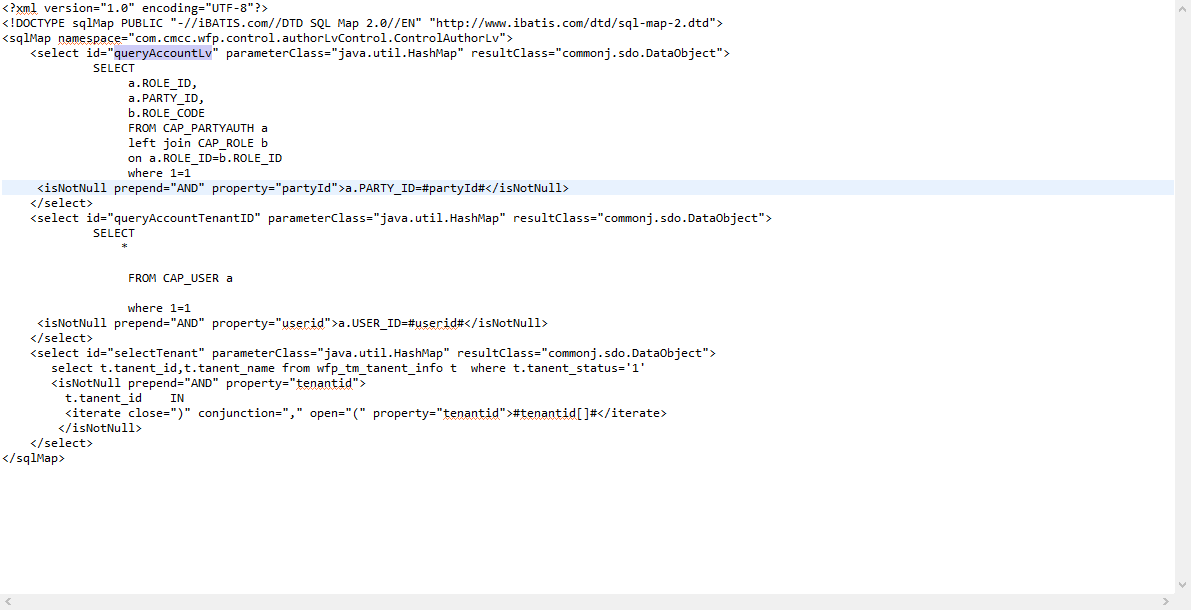 <?xml version="1.0" encoding="UTF-8"?>
<!DOCTYPE sqlMap PUBLIC "-//iBATIS.com//DTD SQL Map 2.0//EN" "http://www.ibatis.com/dtd/sql-map-2.dtd">
<sqlMap namespace="com.cmcc.wfp.control.authorLvControl.ControlAuthorLv">
    <select id="queryAccountLv" parameterClass="java.util.HashMap" resultClass="commonj.sdo.DataObject">
             SELECT
                  a.ROLE_ID,
                  a.PARTY_ID,
                  b.ROLE_CODE
                  FROM CAP_PARTYAUTH a
                  left join CAP_ROLE b
                  on a.ROLE_ID=b.ROLE_ID
                  where 1=1
     <isNotNull prepend="AND" property="partyId">a.PARTY_ID=#partyId#</isNotNull>
    </select>
    <select id="queryAccountTenantID" parameterClass="java.util.HashMap" resultClass="commonj.sdo.DataObject">
             SELECT
                 *
                  FROM CAP_USER a
                  where 1=1
     <isNotNull prepend="AND" property="userid">a.USER_ID=#userid#</isNotNull>
    </select>
    <select id="selectTenant" parameterClass="java.util.HashMap" resultClass="commonj.sdo.DataObject">
       select t.tanent_id,t.tanent_name from wfp_tm_tanent_info t  where t.tanent_status='1'
       <isNotNull prepend="AND" property="tenantid">
         t.tanent_id    IN
         <iterate close=")" conjunction="," open="(" property="tenantid">#tenantid[]#</iterate>
        </isNotNull>
    </select>
</sqlMap>